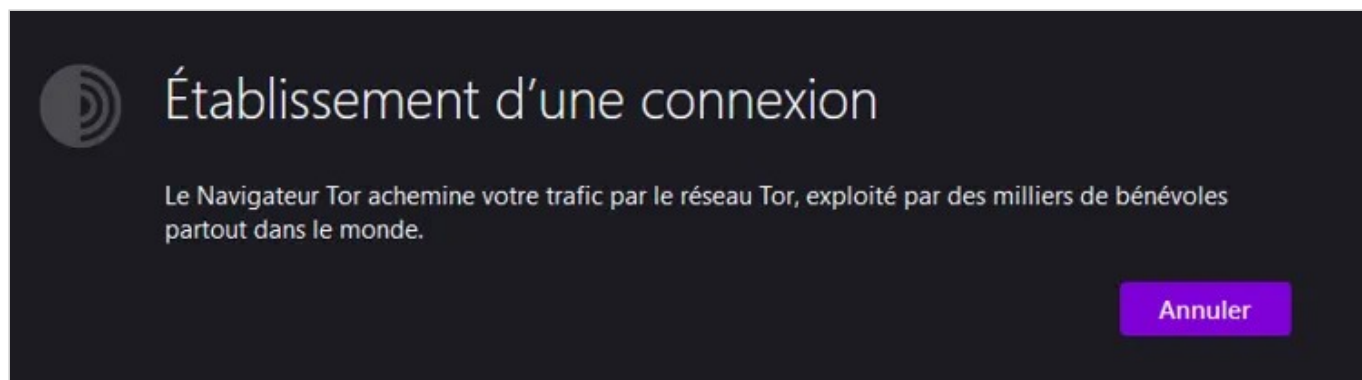 Établissement d’une connexion
Le Navigateur Tor achemine votre trafic par le réseau Tor, exploité par des milliers de bénévoles
partout dans le monde.
Annuler